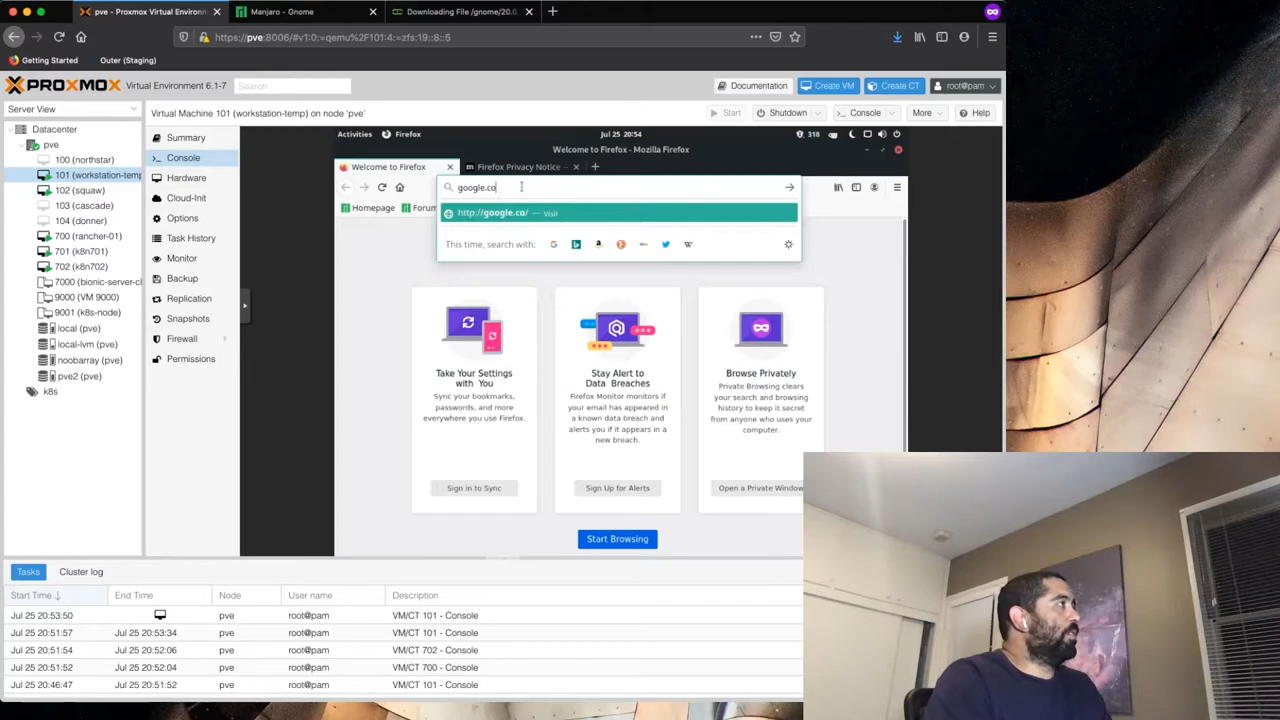 pve - Proxmox Virtual Environment
Manjaro - Gnome
Downloading File /gnome/20.0
https://pve:8006/#v1:0:=qemu%2F101:4:=zfs:19::::5
Getting Started
Outer (Staging)
PROXMOX Virtual Environment 6.1-7
Search
Documentation
Create VM
Create CT
root@pam
Server View
Virtual Machine 101 (workstation-temp) on node 'pve'
Start
Shutdown
Console
More
Help
Datacenter
pve
100 (northstar)
101 (workstation-temp
102 (squaw)
103 (cascade)
104 (donner)
700 (rancher-01)
701 (k8n701)
702 (k8n702)
7000 (bionic-server-cl
9000 (VM 9000)
9001 (k8s-node)
local (pve)
local-lvm (pve)
noobarray (pve)
pve2 (pve)
k8s
Summary
Console
Hardware
Cloud-Init
Options
Task History
Monitor
Backup
Replication
Snapshots
Firewall
Permissions
Activities
Firefox
Jul 25 20:54
318
Welcome to Firefox - Mozilla Firefox
Welcome to Firefox
Firefox Privacy Notice
google.co
Homepage
Forum
http://google.co/ — Visit
This time, search with:
Take Your Settings
with You
Sync your bookmarks,
passwords, and more
everywhere you use Firefox.
Sign in to Sync
Stay Alert to
Data Breaches
Firefox Monitor monitors
if your email has appeared
in a known data breach and
alerts you if it appears in a
new breach.
Sign Up for Alerts
Browse Privately
Private Browsing clears
your search and browsing
history to keep it secret
from anyone who uses your
computer.
Open a Private Window
Start Browsing
Tasks
Cluster log
Start Time
End Time
Node
User name
Description
Jul 25 20:53:50 pve root@pam VM/CT 101 - Console
Jul 25 20:51:57 Jul 25 20:53:34 pve root@pam VM/CT 101 - Console
Jul 25 20:51:54 Jul 25 20:52:06 pve root@pam VM/CT 702 - Console
Jul 25 20:51:52 Jul 25 20:52:04 pve root@pam VM/CT 700 - Console
Jul 25 20:46:47 Jul 25 20:51:52 pve root@pam VM/CT 101 - Console